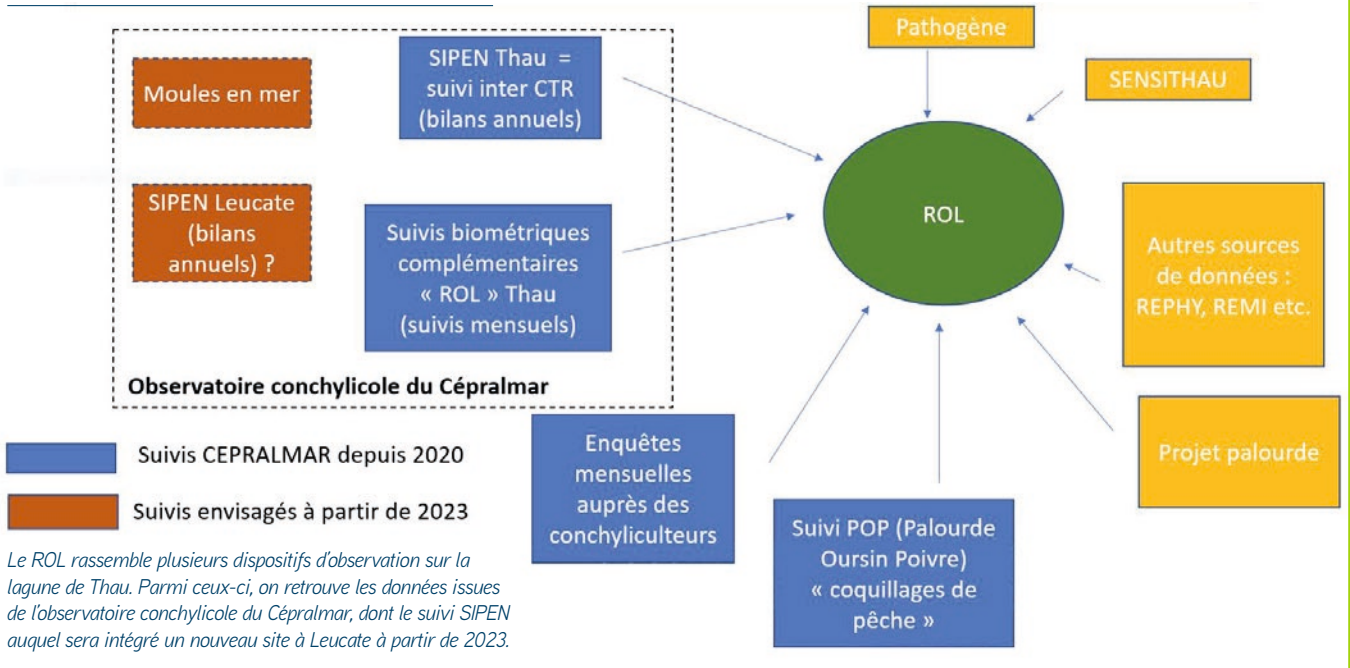 Moules en mer
SIPEN Thau =
suivi inter CTR
(bilans annuels)
SIPEN Leucate
(bilans
annuels) ?
Suivis biométriques
complémentaires
« ROL » Thau
(suivis mensuels)
Observatoire conchylicole du Cépralmar
Pathogène
SENSITHAU
ROL
Autres sources
de données :
REPHY, REMI etc.
Projet palourde
Enquêtes
mensuelles
auprès des
conchyliculteurs
Suivi POP (Palourde
Oursin Poivre)
« coquillages de
pêche »
Suivis CEPRALMAR depuis 2020
Suivis envisagés à partir de 2023
Le ROL rassemble plusieurs dispositifs d'observation sur la
lagune de Thau. Parmi ceux-ci, on retrouve les données issues
de l'observatoire conchylicole du Cépralmar, dont le suivi SIPEN
auquel sera intégré un nouveau site à Leucate à partir de 2023.